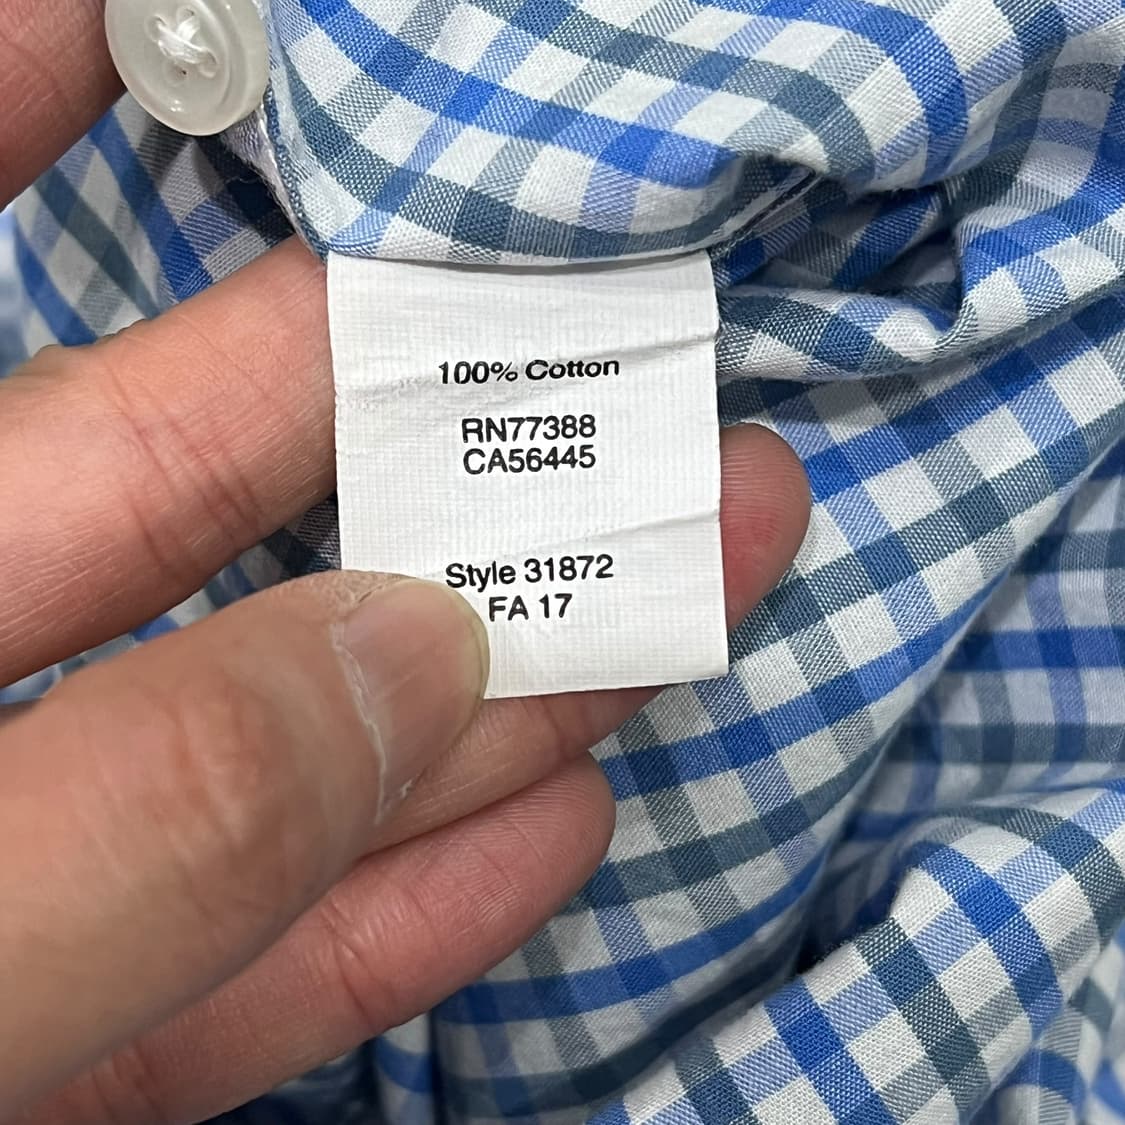 100% Cotton
RN77388
CA56445
Style 31872
FA 17